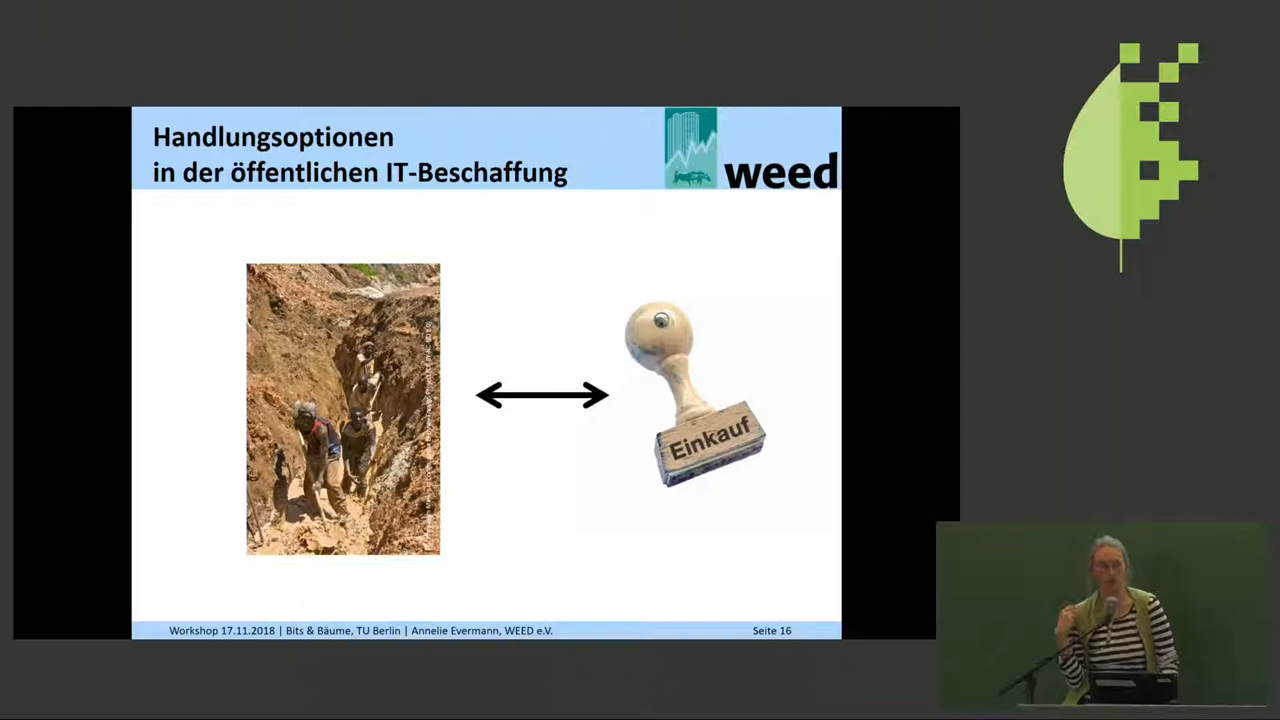 Handlungsoptionen
in der öffentlichen IT-Beschaffung
weed
Einkauf
Workshop 17.11.2018 | Bits & Bäume, TU Berlin | Annelie Evermann, WEED e.V.
Seite 16